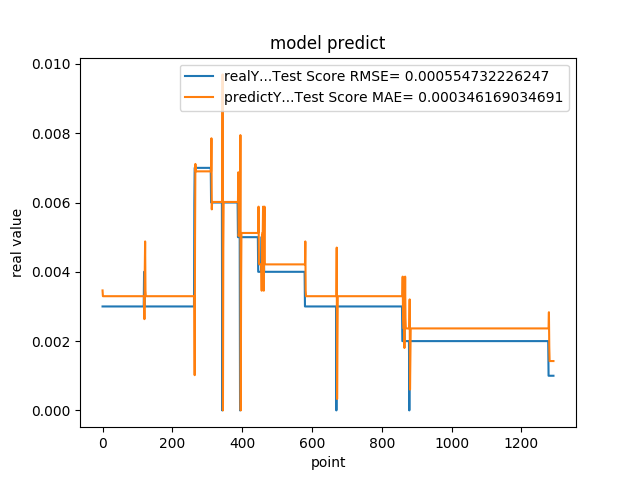 model predict
realY...Test Score RMSE= 0.000554732226247
predictY...Test Score MAE= 0.000346169034691
real value
0.010
0.008
0.006
0.004
0.002
0.000
0 200 400 600 800 1000 1200
point